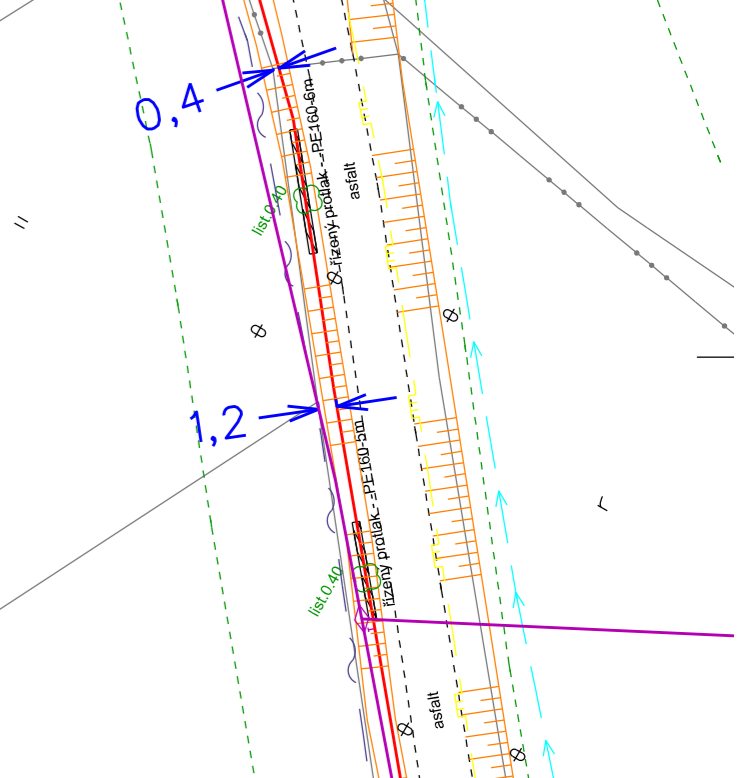 0,4
řízený protlak - -PE160-6m
asfalt
list.0.40
1,2
řízený protlak - -PE160-5m
list.0.40
asfalt